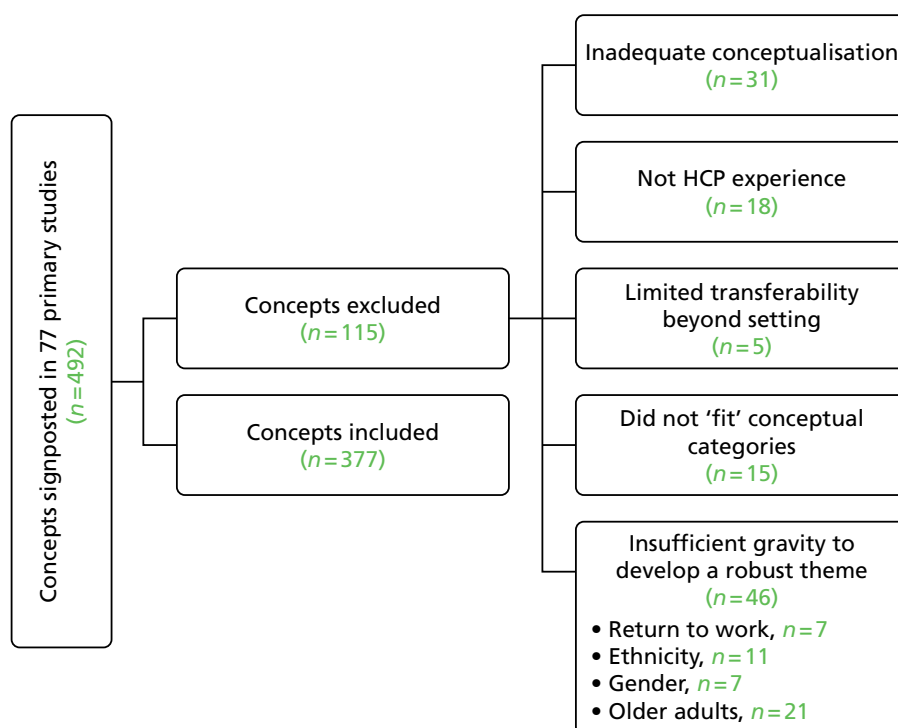 Concepts signposted in 77 primary studies
(n=492)
Concepts excluded
(n=115)
Concepts included
(n=377)
Inadequate conceptualisation
(n=31)
Not HCP experience
(n=18)
Limited transferability
beyond setting
(n=5)
Did not ‘fit’ conceptual
categories
(n=15)
Insufficient gravity to
develop a robust theme
(n=46)
• Return to work, n=7
• Ethnicity, n=11
• Gender, n=7
• Older adults, n=21